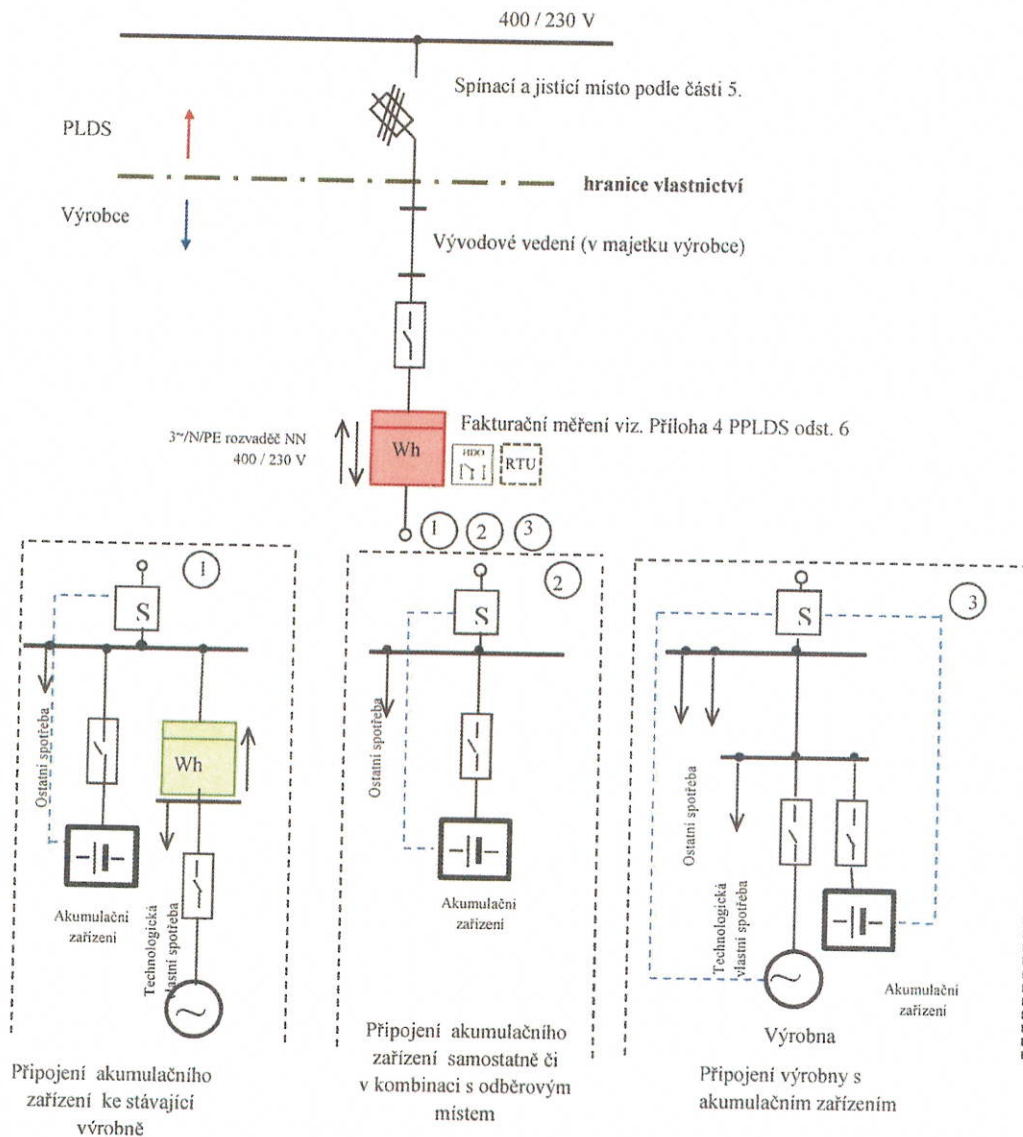 400 / 230 V
Spínací a jistící místo podle části 5.
PLDS
hranice vlastnictví
Výrobce
Vývodové vedení (v majetku výrobce)
Fakturační měření viz. Příloha 4 PPLDS odst. 6
3~/N/PE rozvaděč NN
400 / 230 V
Wh
HDO
RTU
1 2 3
1
S
Ostatní spotřeba
Wh
Akumulační
zařízení
Technologická
vlastní spotřeba
~
Připojení akumulačního
zařízení ke stávající
výrobně
2
S
Ostatní spotřeba
Akumulační
zařízení
Připojení akumulačního
zařízení samostatně či
v kombinaci s odběrovým
místem
3
S
Ostatní spotřeba
Technologická
vlastní spotřeba
~
Výrobna
Akumulační
zařízení
Připojení výrobny s
akumulačním zařízením